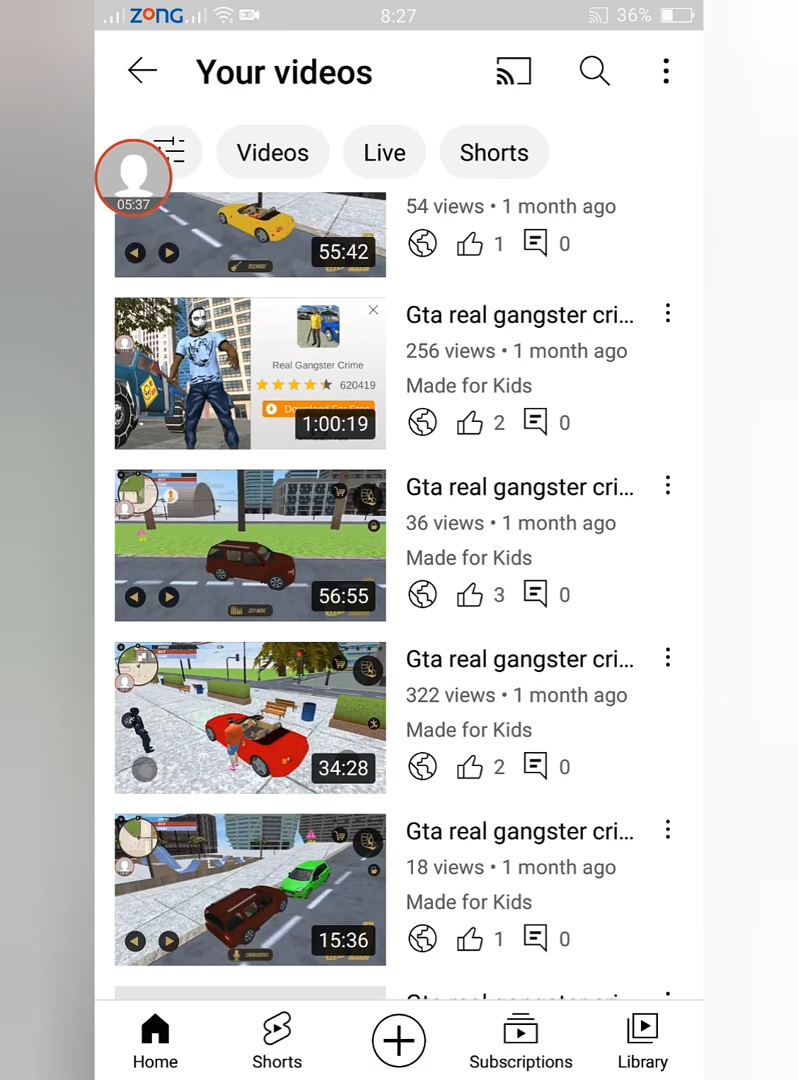 ZONG 8:27 36%
Your videos
Videos Live Shorts
05:37
54 views • 1 month ago
55:42
1 0
Gta real gangster cri...
256 views • 1 month ago
Real Gangster Crime
620419
Made for Kids
Download For Free
1:00:19
2 0
Gta real gangster cri...
36 views • 1 month ago
Made for Kids
56:55
3 0
Gta real gangster cri...
322 views • 1 month ago
Made for Kids
34:28
2 0
Gta real gangster cri...
18 views • 1 month ago
Made for Kids
15:36
1 0
Home Shorts Subscriptions Library